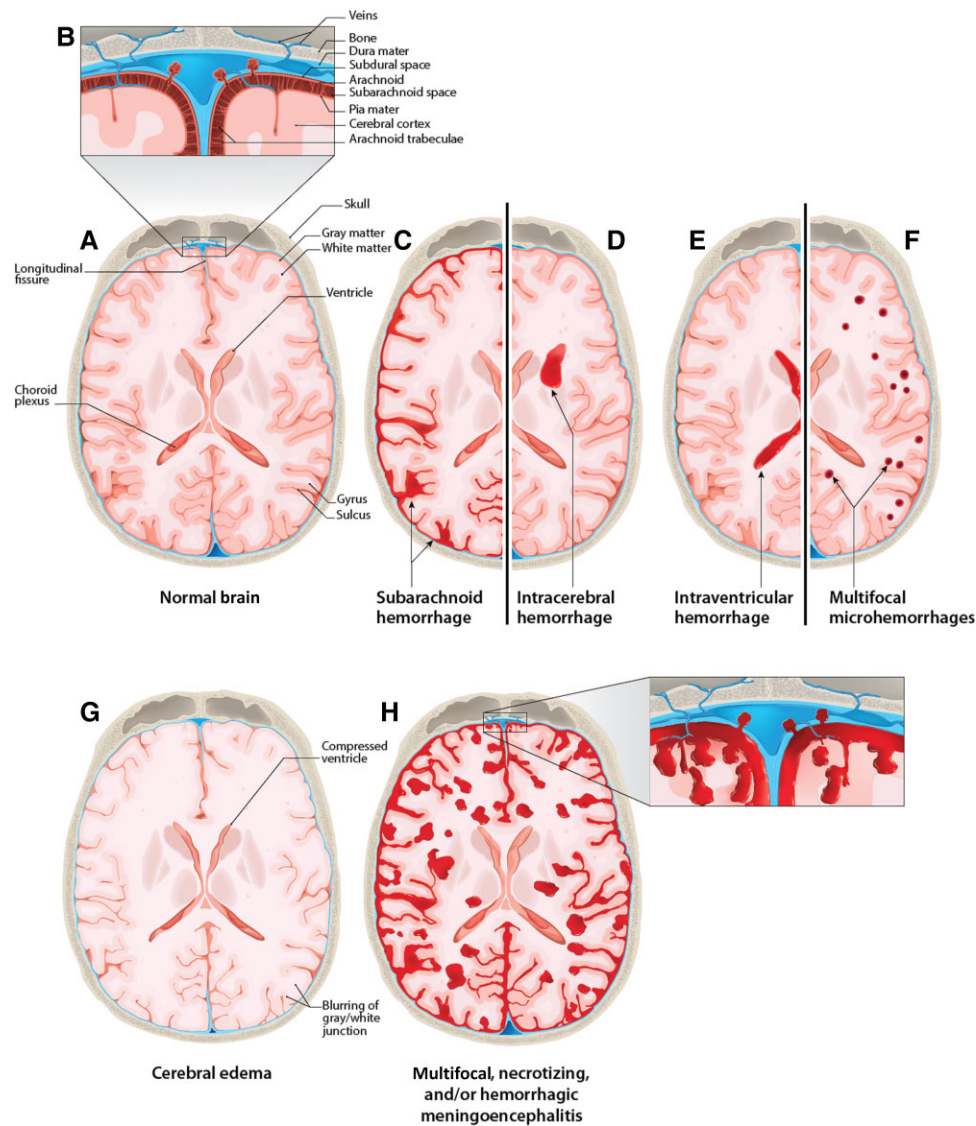 B
Veins
Bone
Dura mater
Subdural space
Arachnoid
Subarachnoid space
Pia mater
Cerebral cortex
Arachnoid trabeculae
A
Skull
Gray matter
White matter
Longitudinal
fissure
Ventricle
Choroid
plexus
Gyrus
Sulcus
Normal brain
C
D
Subarachnoid
hemorrhage
Intracerebral
hemorrhage
E
F
Intraventricular
hemorrhage
Multifocal
microhemorrhages
G
Compressed
ventricle
Blurring of
gray/white
junction
Cerebral edema
H
Multifocal, necrotizing,
and/or hemorrhagic
meningoencephalitis